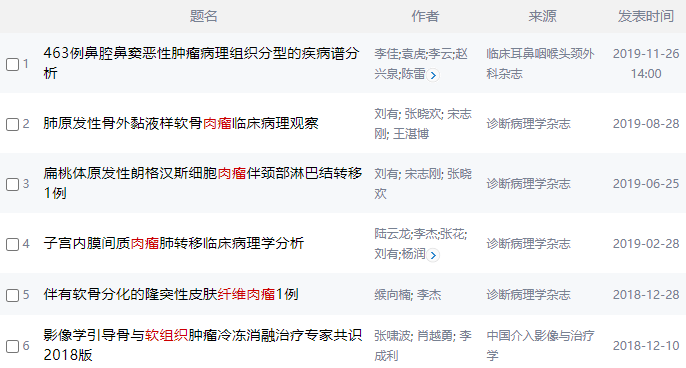 题名 作者 来源 发表时间
1 463例鼻腔鼻窦恶性肿瘤病理组织分型的疾病谱分析 李佳;袁虎;李云;赵兴泉;陈雷 临床耳鼻咽喉头颈外科杂志 2019-11-26 14:00
2 肺原发性骨外黏液样软骨肉瘤临床病理观察 刘有; 张晓欢; 宋志刚; 王湛博 诊断病理学杂志 2019-08-28
3 扁桃体原发性朗格汉斯细胞肉瘤伴颈部淋巴结转移1例 刘有; 宋志刚; 张晓欢 诊断病理学杂志 2019-06-25
4 子宫内膜间质肉瘤肺转移临床病理学分析 陆云龙;李杰;张花;刘有;杨润 诊断病理学杂志 2019-02-28
5 伴有软骨分化的隆突性皮肤纤维肉瘤1例 缑向楠; 李杰 诊断病理学杂志 2018-12-28
6 影像学引导骨与软组织肿瘤冷冻消融治疗专家共识2018版 张啸波; 肖越勇; 李成利 中国介入影像与治疗学 2018-12-10